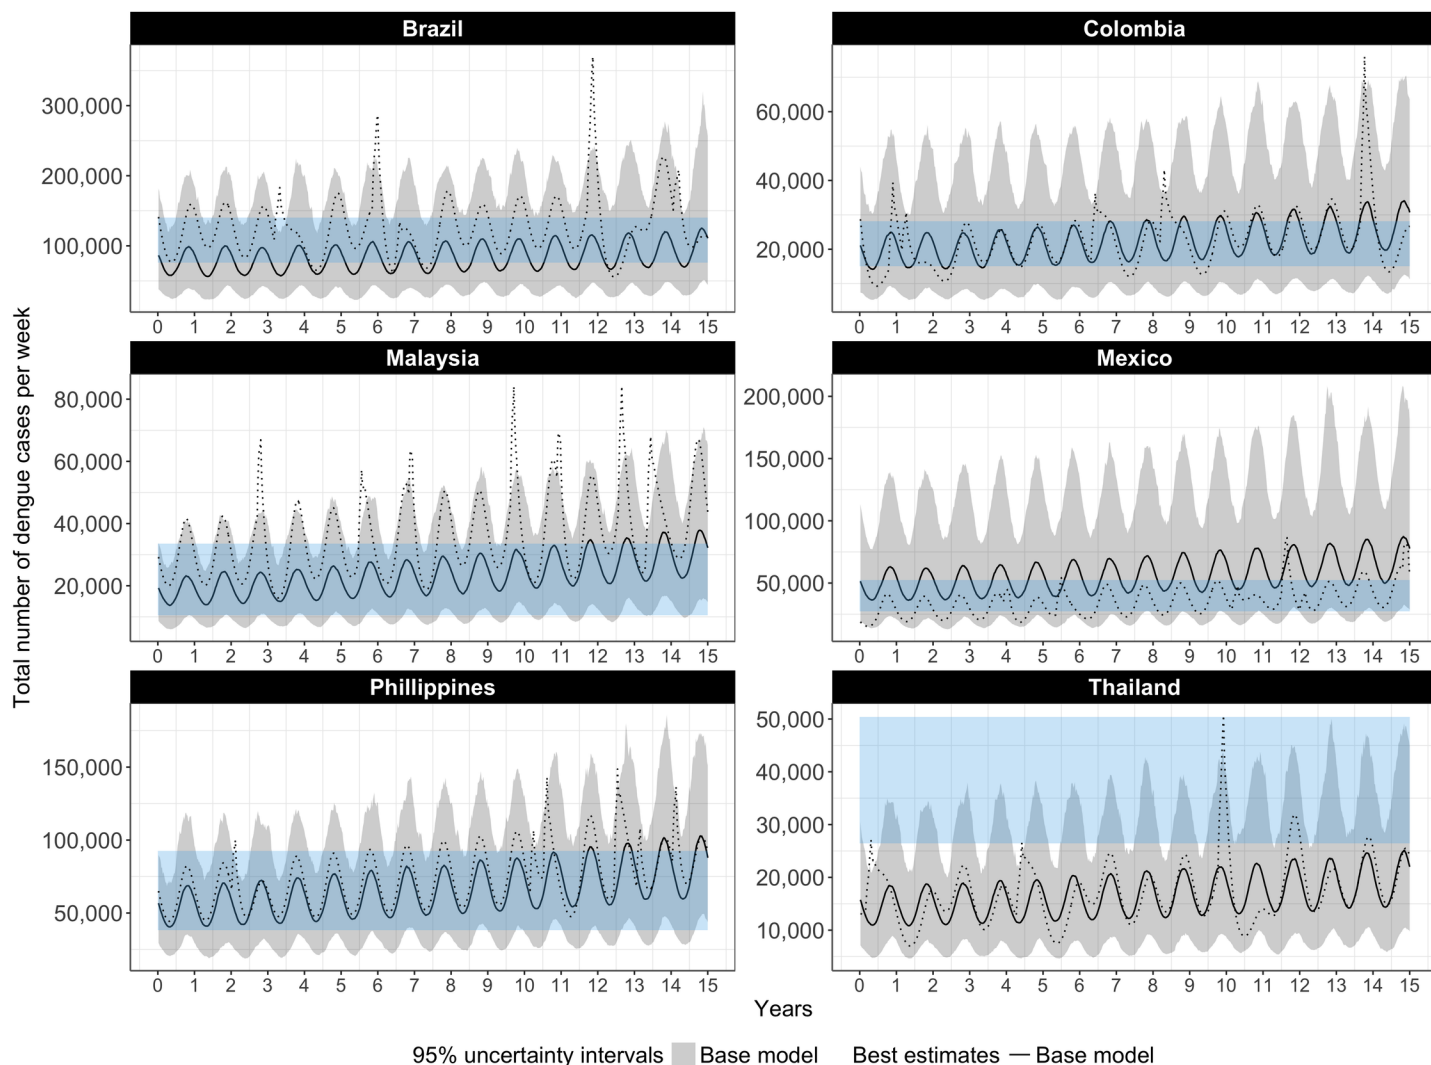 Brazil
Colombia
300,000
200,000
100,000
0 1 2 3 4 5 6 7 8 9 10 11 12 13 14 15
60,000
40,000
20,000
0 1 2 3 4 5 6 7 8 9 10 11 12 13 14 15
Malaysia
Mexico
80,000
60,000
40,000
20,000
0 1 2 3 4 5 6 7 8 9 10 11 12 13 14 15
200,000
150,000
100,000
50,000
0 1 2 3 4 5 6 7 8 9 10 11 12 13 14 15
Phillippines
Thailand
150,000
100,000
50,000
0 1 2 3 4 5 6 7 8 9 10 11 12 13 14 15
50,000
40,000
30,000
20,000
10,000
0 1 2 3 4 5 6 7 8 9 10 11 12 13 14 15
Total number of dengue cases per week
Years
95% uncertainty intervals Base model Best estimates Base model